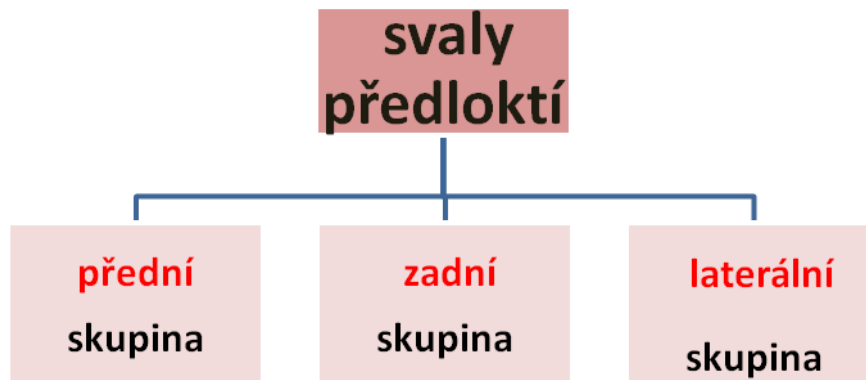 svaly
předloktí
přední
skupina
zadní
skupina
laterální
skupina